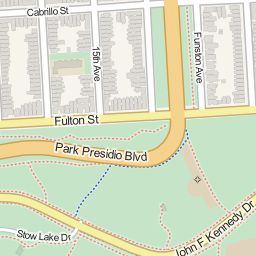 Cabrillo St
15th Ave
Funston Ave
Fulton St
Park Presidio Blvd
Stow Lake Dr
John F Kennedy Dr